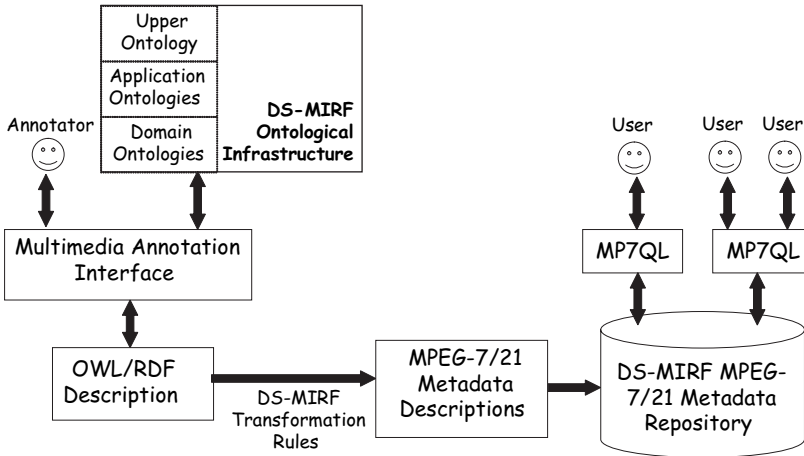 Upper
Ontology
Application
Ontologies
Domain
Ontologies
DS-MIRF
Ontological
Infrastructure
Annotator
User
User
User
Multimedia Annotation
Interface
MP7QL
MP7QL
OWL/RDF
Description
DS-MIRF
Transformation
Rules
MPEG-7/21
Metadata
Descriptions
DS-MIRF MPEG-
7/21 Metadata
Repository